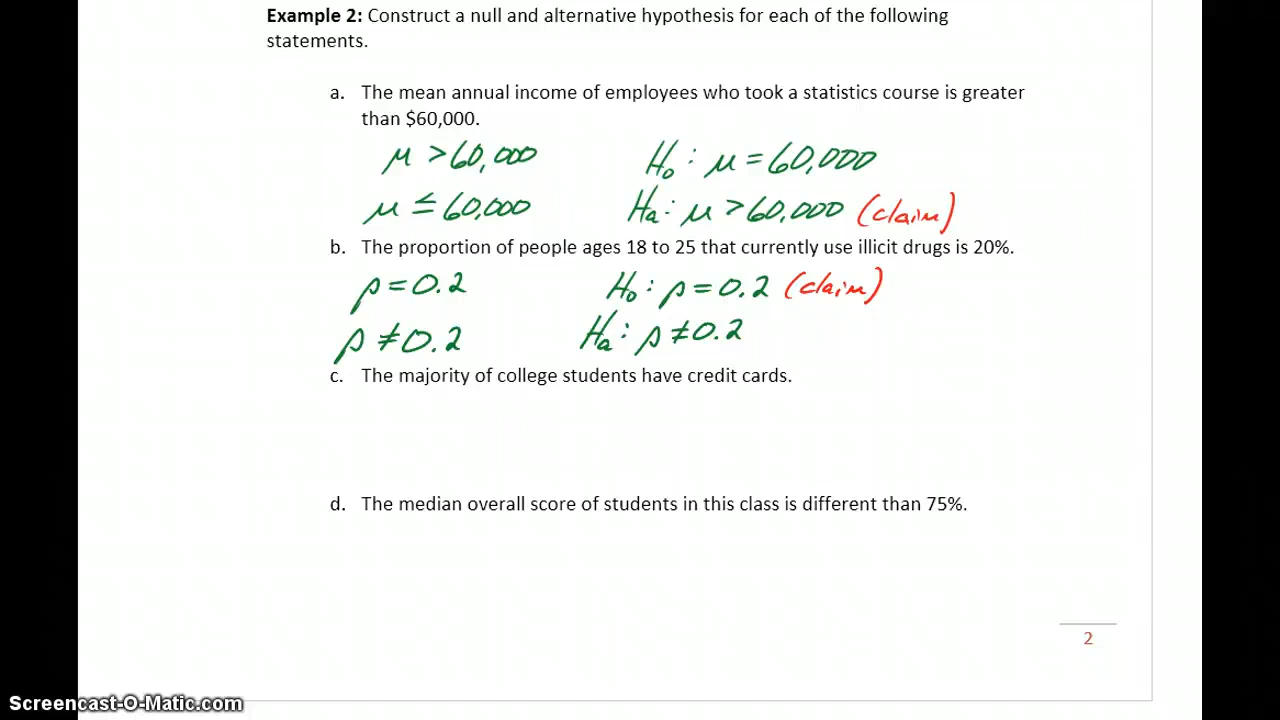 Example 2: Construct a null and alternative hypothesis for each of the following
statements.
a. The mean annual income of employees who took a statistics course is greater
than $60,000.
μ > 60,000 H₀ : μ = 60,000
μ ≤ 60,000 Hₐ : μ > 60,000 (claim)
b. The proportion of people ages 18 to 25 that currently use illicit drugs is 20%.
p = 0.2 H₀ : p = 0.2 (claim)
p ≠ 0.2 Hₐ : p ≠ 0.2
c. The majority of college students have credit cards.
d. The median overall score of students in this class is different than 75%.
2
Screencast-O-Matic.com